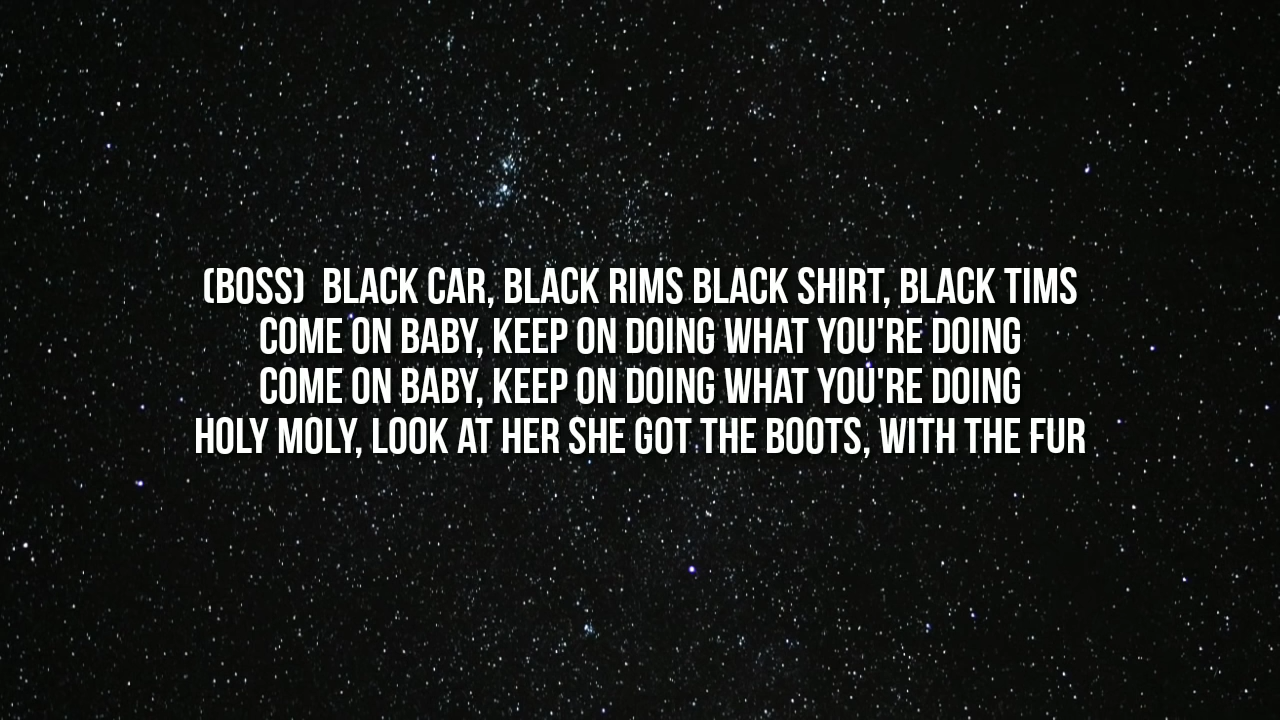 (BOSS)  BLACK CAR, BLACK RIMS BLACK SHIRT, BLACK TIMS
COME ON BABY, KEEP ON DOING WHAT YOU'RE DOING
COME ON BABY, KEEP ON DOING WHAT YOU'RE DOING
HOLY MOLY, LOOK AT HER SHE GOT THE BOOTS, WITH THE FUR